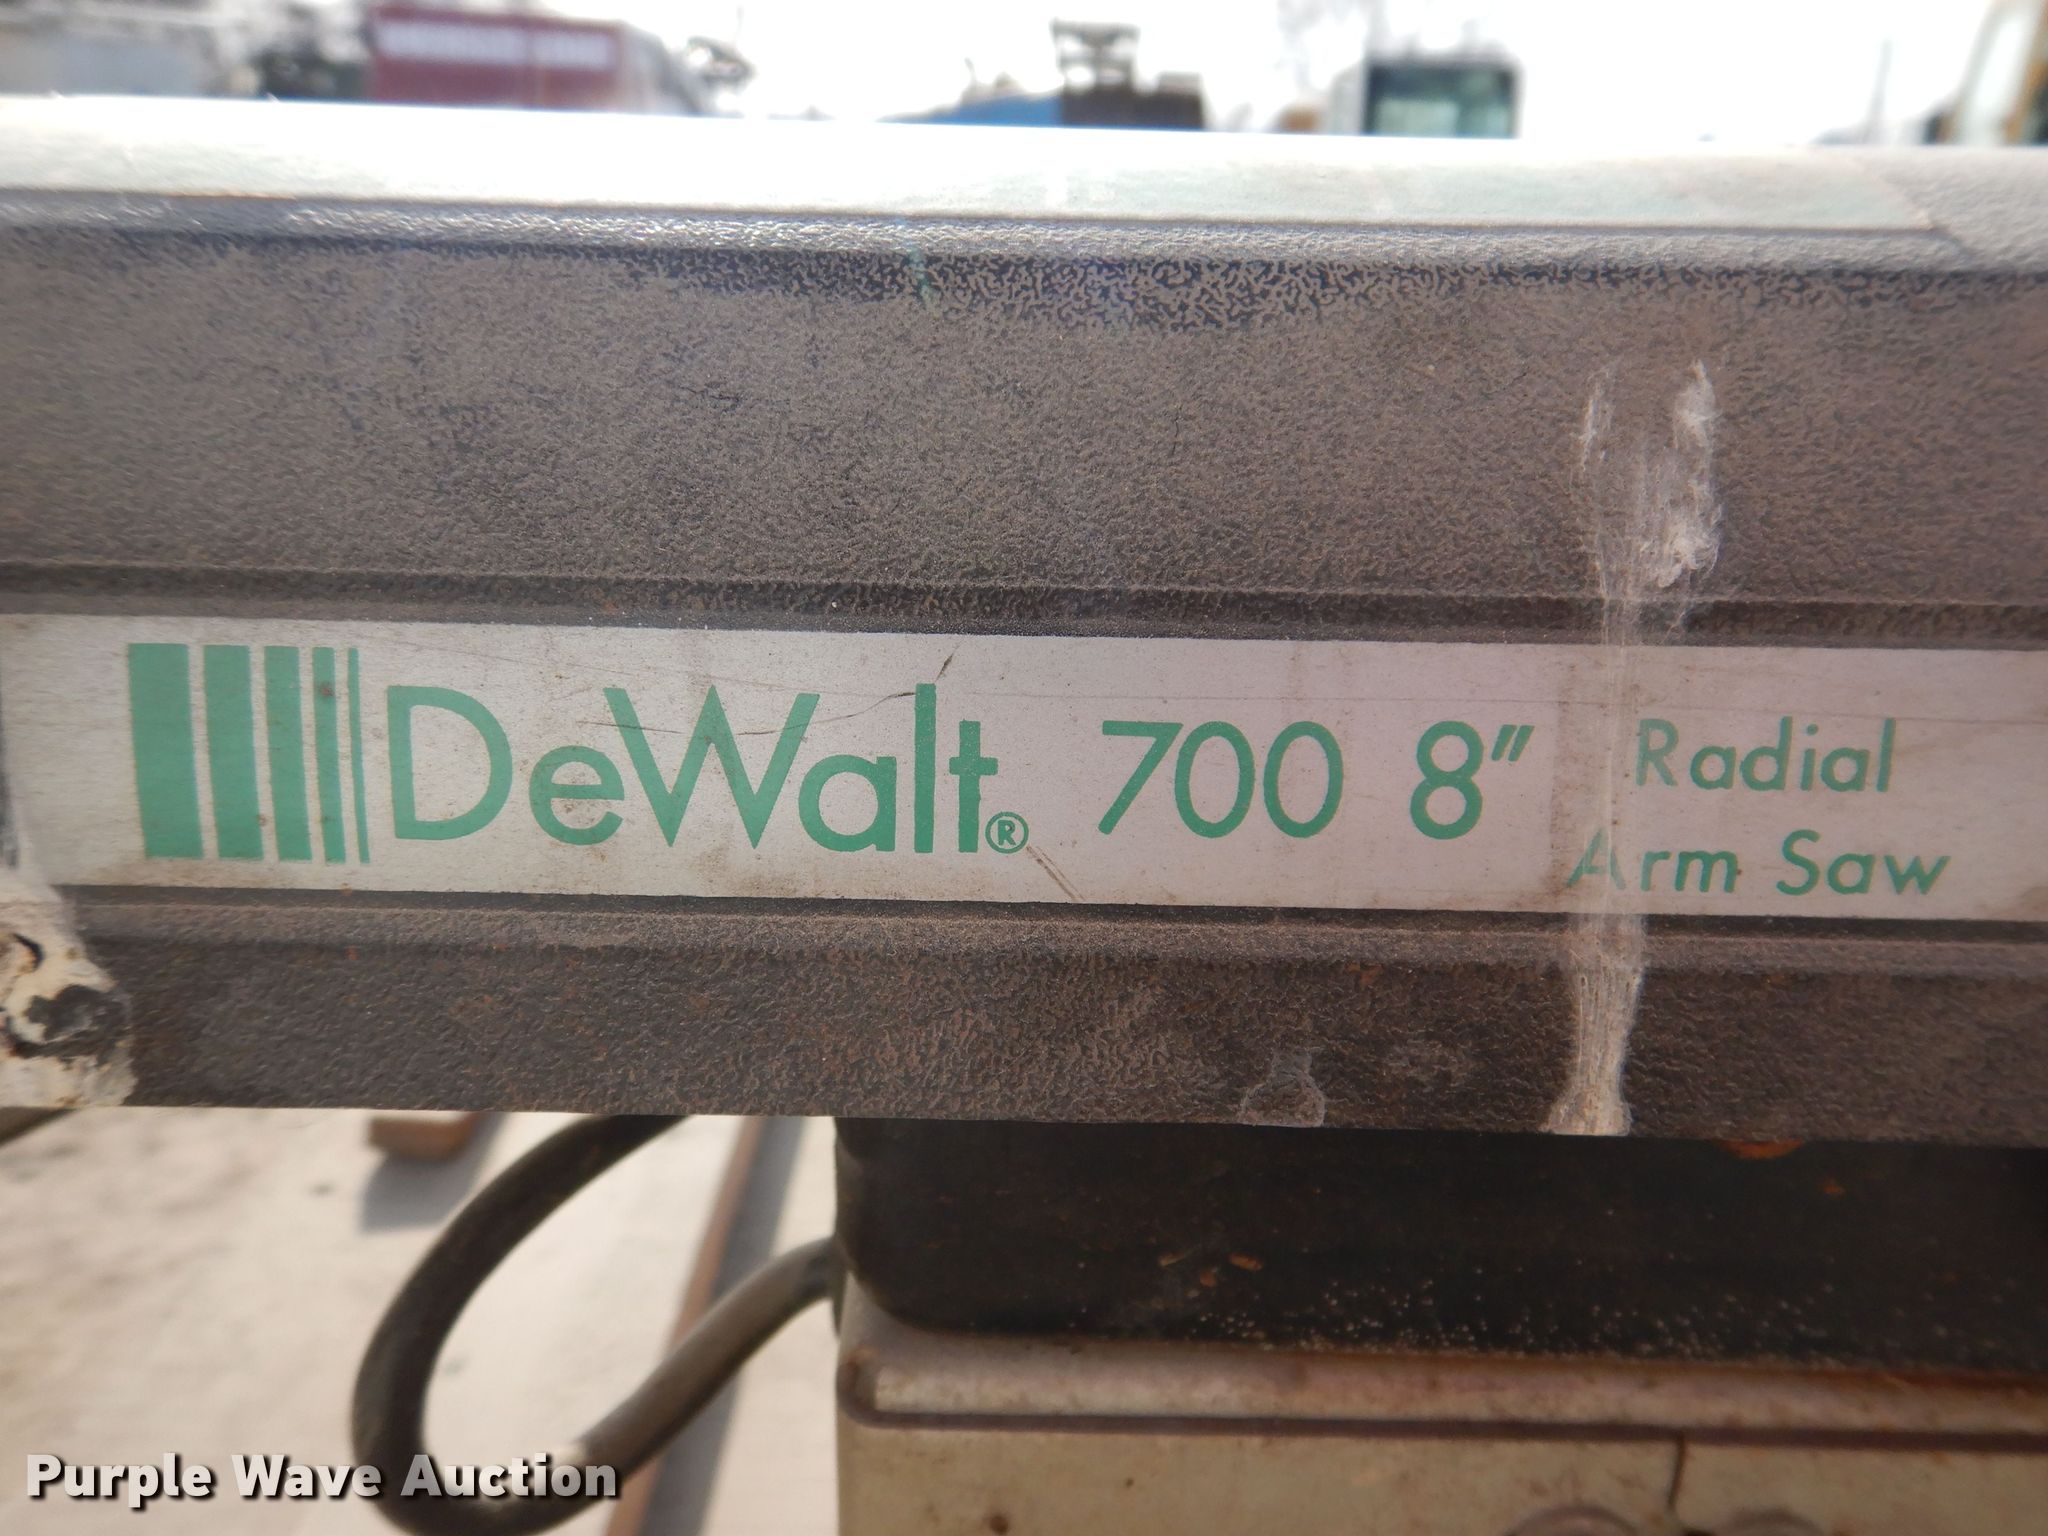 DeWalt® 700 8" Radial
Arm Saw
Purple Wave Auction